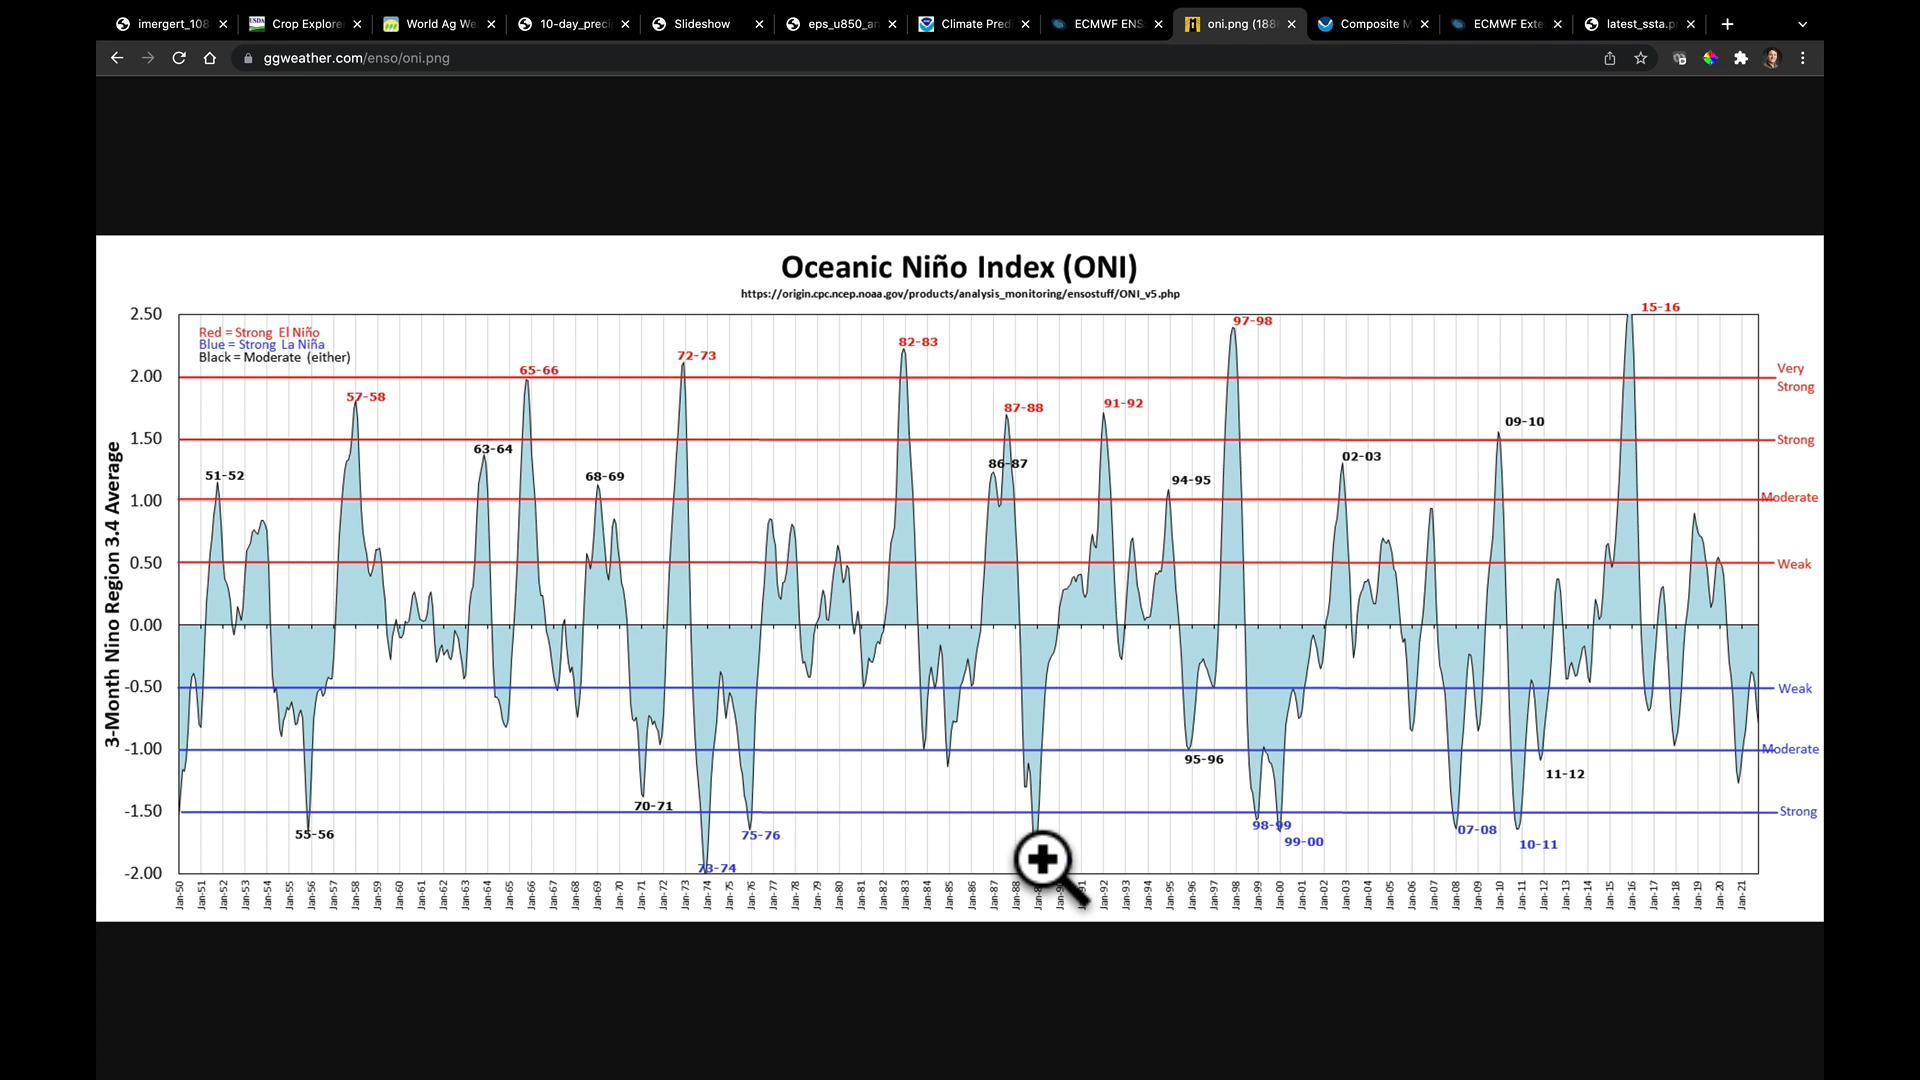 imergert_108
Crop Explorer
World Ag We
10-day_preci
Slideshow
eps_u850_an
Climate Pred
ECMWF ENS
oni.png (188
Composite M
ECMWF Exte
latest_ssta.p
ggweather.com/enso/oni.png
Oceanic Niño Index (ONI)
https://origin.cpc.ncep.noaa.gov/products/analysis_monitoring/ensostuff/ONI_v5.php
Red = Strong El Niño
Blue = Strong La Niña
Black = Moderate (either)
3-Month Nino Region 3.4 Average
2.50
2.00
1.50
1.00
0.50
0.00
-0.50
-1.00
-1.50
-2.00
15-16
97-98
82-83
72-73
65-66
57-58
91-92
87-88
09-10
63-64
02-03
86-87
51-52
68-69
94-95
95-96
11-12
70-71
98-99
07-08
55-56
75-76
99-00
10-11
73-74
Very
Strong
Strong
Moderate
Weak
Weak
Moderate
Strong
Jan-50
Jan-51
Jan-52
Jan-53
Jan-54
Jan-55
Jan-56
Jan-57
Jan-58
Jan-59
Jan-60
Jan-61
Jan-62
Jan-63
Jan-64
Jan-65
Jan-66
Jan-67
Jan-68
Jan-69
Jan-70
Jan-71
Jan-72
Jan-73
Jan-74
Jan-75
Jan-76
Jan-77
Jan-78
Jan-79
Jan-80
Jan-81
Jan-82
Jan-83
Jan-84
Jan-85
Jan-86
Jan-87
Jan-88
Jan-92
Jan-93
Jan-94
Jan-95
Jan-96
Jan-97
Jan-98
Jan-99
Jan-00
Jan-01
Jan-02
Jan-03
Jan-04
Jan-05
Jan-06
Jan-07
Jan-08
Jan-09
Jan-10
Jan-11
Jan-12
Jan-13
Jan-14
Jan-15
Jan-16
Jan-17
Jan-18
Jan-19
Jan-20
Jan-21